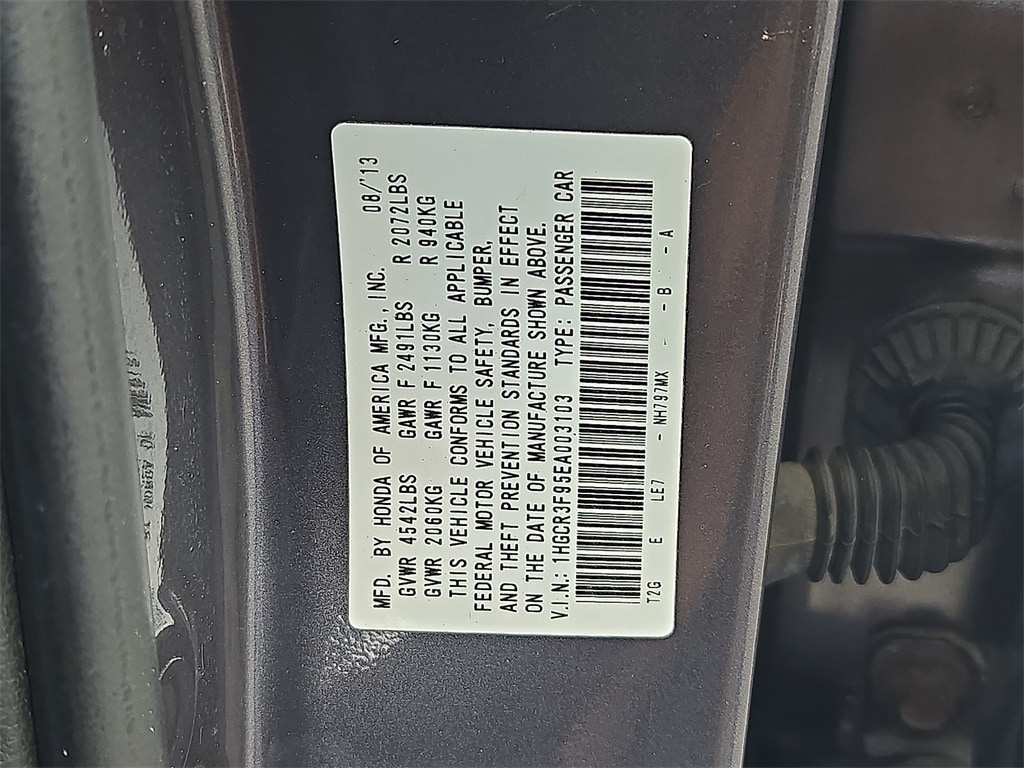 MFD. BY HONDA OF AMERICA MFG., INC. 08/'13
GVWR 4542LBS GAWR F 2491LBS R 2072LBS
GVWR 2060KG GAWR F 1130KG R 940KG
THIS VEHICLE CONFORMS TO ALL APPLICABLE
FEDERAL MOTOR VEHICLE SAFETY, BUMPER,
AND THEFT PREVENTION STANDARDS IN EFFECT
ON THE DATE OF MANUFACTURE SHOWN ABOVE.
V.I.N.: 1HGCR3F95EA003103 TYPE: PASSENGER CAR
T2G E LE7 - NH797MX - B - A